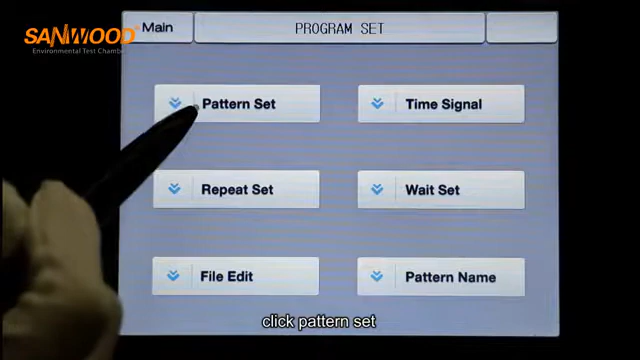 SANWOOD
Environmental Test Chamber
Main
PROGRAM SET
Pattern Set
Time Signal
Repeat Set
Wait Set
File Edit
Pattern Name
click pattern set